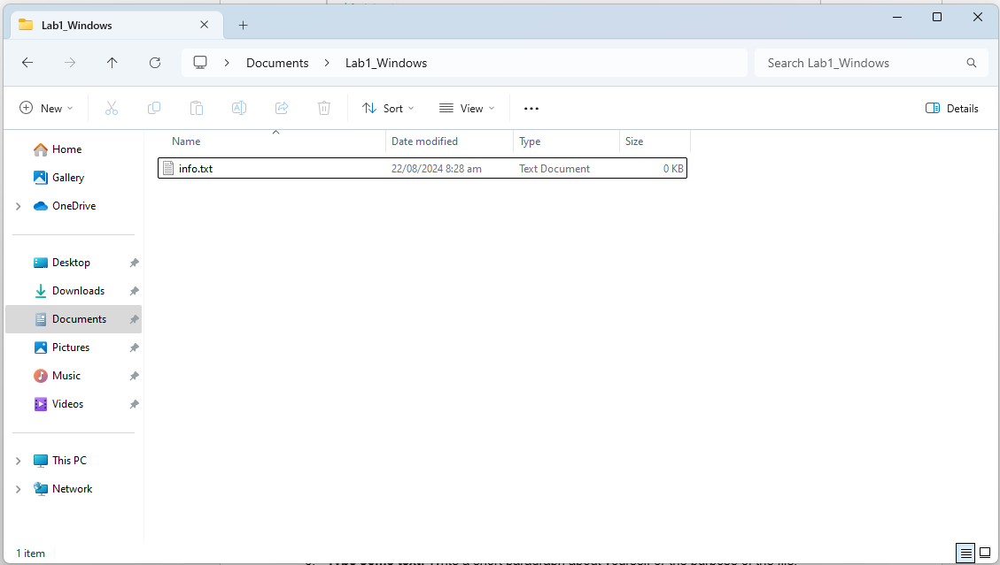 Lab1_Windows
Documents > Lab1_Windows
Search Lab1_Windows
New
Sort
View
Details
Name Date modified Type Size
info.txt 22/08/2024 8:28 am Text Document 0 KB
Home
Gallery
OneDrive
Desktop
Downloads
Documents
Pictures
Music
Videos
This PC
Network
1 item